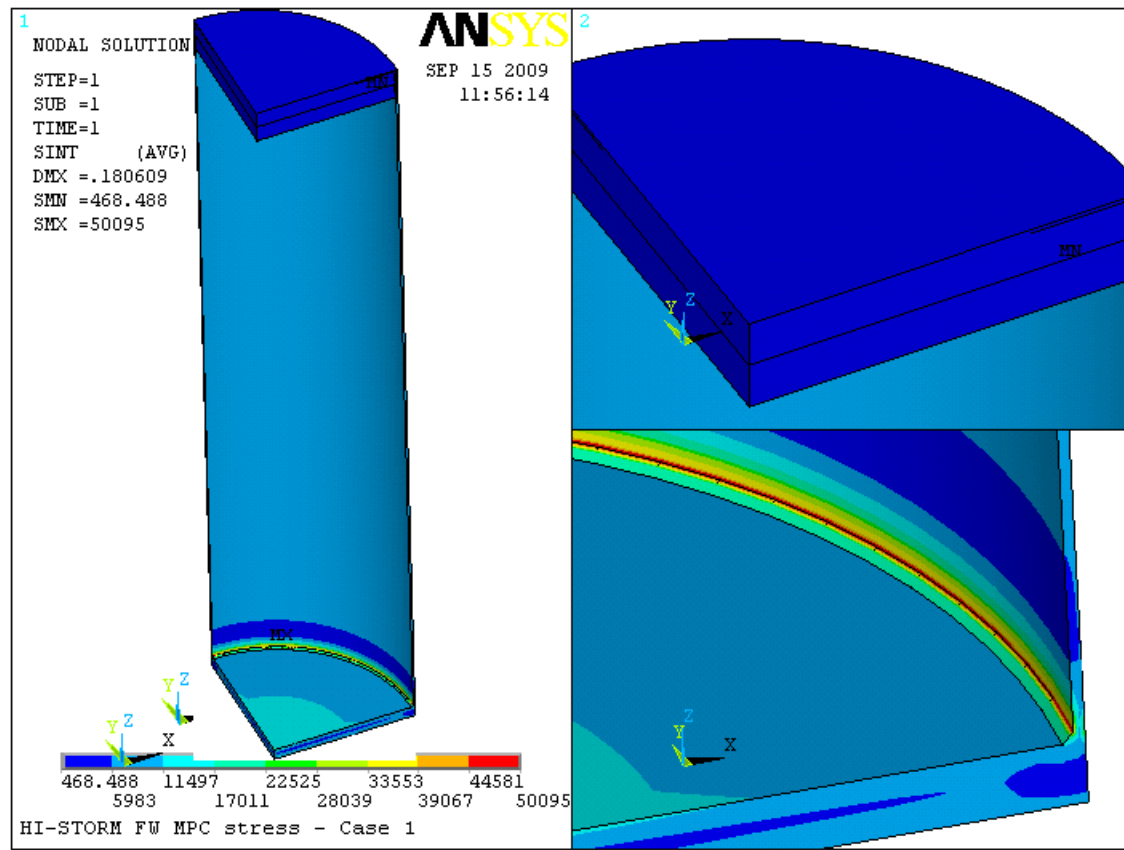 1
NODAL SOLUTION
STEP=1
SUB =1
TIME=1
SINT (AVG)
DMX =.180609
SMN =468.488
SMX =50095
ANSYS
SEP 15 2009
11:56:14
MN
MX
Y Z
Y Z X
468.488 11497 22525 33553 44581
5983 17011 28039 39067 50095
HI-STORM FW MPC stress - Case 1
2
MN
Y Z X
Y Z X